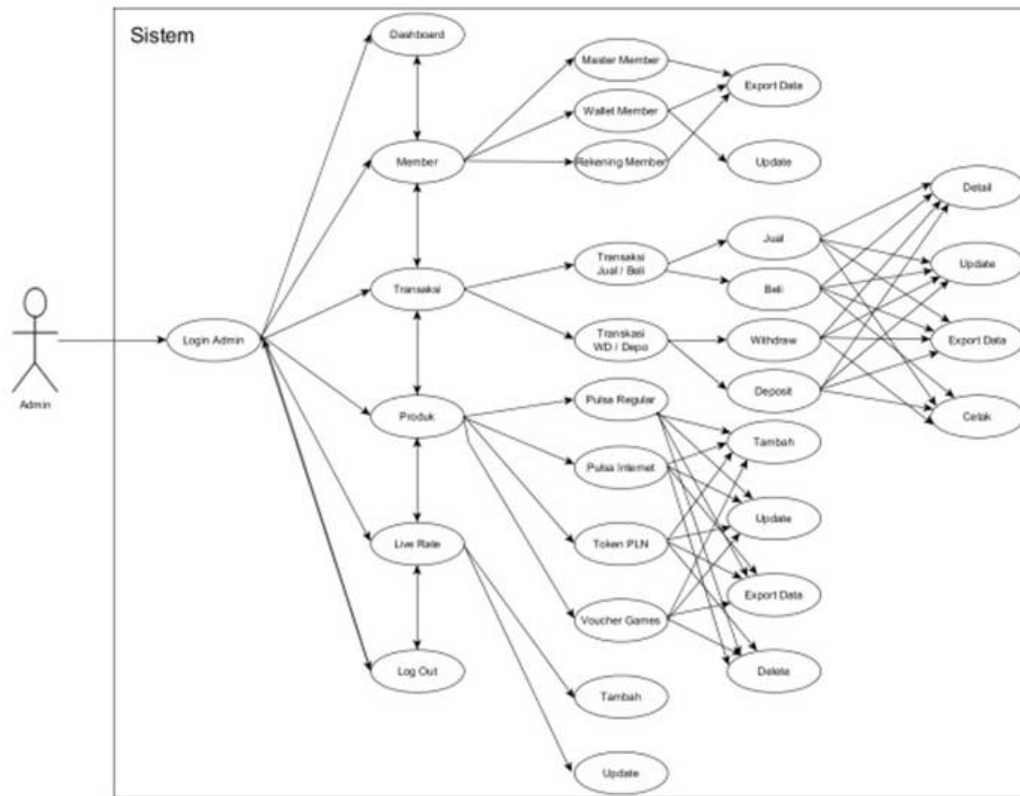 Sistem
Dashboard
Master Member
Export Data
Wallet Member
Member
Rekening Member
Update
Detail
Jual
Transaksi
Jual / Beli
Update
Transaksi
Beli
Admin
Login Admin
Transkasi
WD / Depo
Withdraw
Export Data
Deposit
Pulsa Regular
Produk
Cetak
Tambah
Pulsa Internet
Update
Live Rate
Token PLN
Export Data
Voucher Games
Log Out
Delete
Tambah
Update